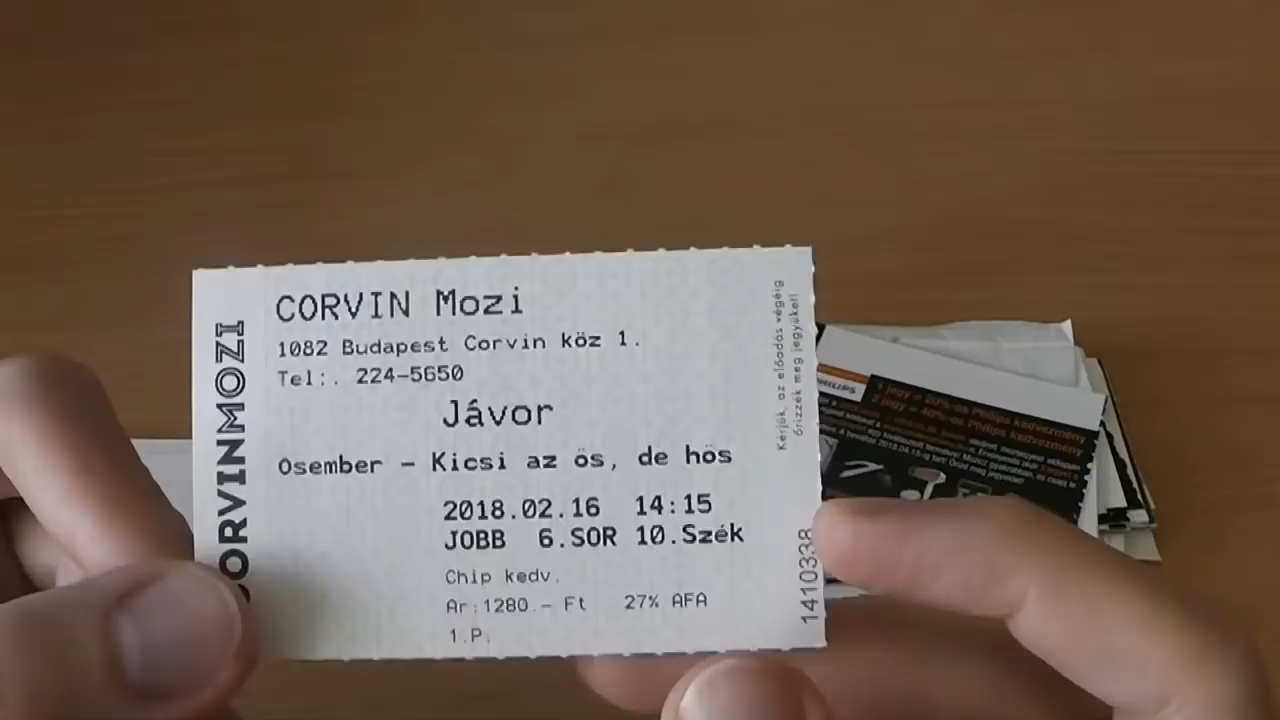 CORVINMOZI
CORVIN Mozi
1082 Budapest Corvin köz 1.
Tel:. 224-5650
Jávor
Osember - Kicsi az ös, de hös
2018.02.16 14:15
JOBB 6.SOR 10.Szék
Chip kedv.
Ar:1280.- Ft 27% AFA
1.P.
Kérjük, az előadás végéig
őrizzék meg jegyüket!
1410338
PHILIPS
1 jegy = 20%-os Philips kedvezmény
2 jegy = 40%-os Philips kedvezmény